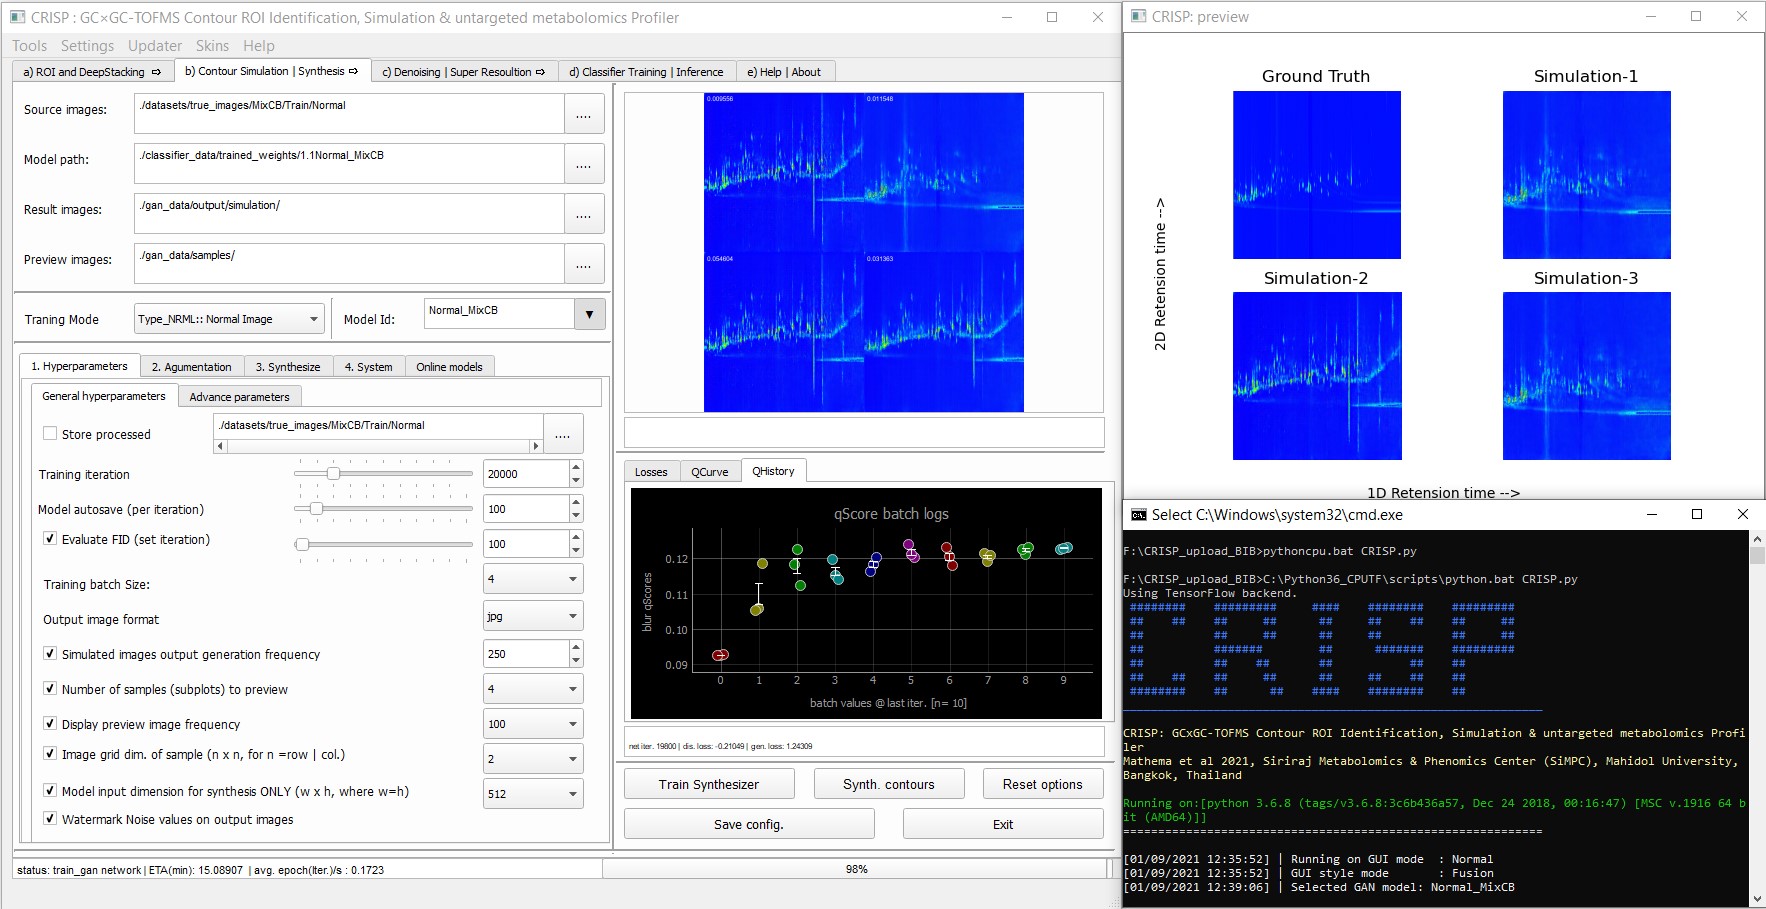 CRISP : GC×GC-TOFMS Contour ROI Identification, Simulation & untargeted metabolomics Profiler
Tools Settings Updater Skins Help
a) ROI and DeepStacking ⇨ b) Contour Simulation | Synthesis ⇨ c) Denoising | Super Resoultion ⇨ d) Classifier Training | Inference e) Help | About
Source images: ./datasets/true_images/MixCB/Train/Normal ....
Model path: ./classifier_data/trained_weights/1.1Normal_MixCB ....
Result images: ./gan_data/output/simulation/ ....
Preview images: ./gan_data/samples/ ....
Traning Mode Type_NRML:: Normal Image Model Id: Normal_MixCB
1. Hyperparameters 2. Agumentation 3. Synthesize 4. System Online models
General hyperparameters Advance parameters
Store processed ./datasets/true_images/MixCB/Train/Normal ....
Training iteration 20000
Model autosave (per iteration) 100
Evaluate FID (set iteration) 100
Training batch Size: 4
Output image format jpg
Simulated images output generation frequency 250
Number of samples (subplots) to preview 4
Display preview image frequency 100
Image grid dim. of sample (n x n, for n =row | col.) 2
Model input dimension for synthesis ONLY (w x h, where w=h) 512
Watermark Noise values on output images
status: train_gan network | ETA(min): 15.08907 | avg. epoch(Iter.)/s : 0.1723
98%
0.009556 0.011548
0.054804 0.031363
Losses QCurve QHistory
qScore batch logs
blur qScores
0.12
0.11
0.10
0.09
0 1 2 3 4 5 6 7 8 9
batch values @ last iter. [n= 10]
net iter. 19800 | dis. loss: -0.21049 | gen. loss: 1.24309
Train Synthesizer Synth. contours Reset options
Save config. Exit
CRISP: preview
Ground Truth Simulation-1
Simulation-2 Simulation-3
2D Retension time -->
1D Retension time -->
Select C:\Windows\system32\cmd.exe
F:\CRISP_upload_BIB>pythoncpu.bat CRISP.py
F:\CRISP_upload_BIB>C:\Python36_CPUTF\scripts\python.bat CRISP.py
Using TensorFlow backend.
CRISP
CRISP: GCxGC-TOFMS Contour ROI Identification, Simulation & untargeted metabolomics Profi
ler
Mathema et al 2021, Siriraj Metabolomics & Phenomics Center (SiMPC), Mahidol University,
Bangkok, Thailand
Running on:[python 3.6.8 (tags/v3.6.8:3c6b436a57, Dec 24 2018, 00:16:47) [MSC v.1916 64 b
it (AMD64)]]
============================================================
[01/09/2021 12:35:52] | Running on GUI mode : Normal
[01/09/2021 12:35:52] | GUI style mode : Fusion
[01/09/2021 12:39:06] | Selected GAN model: Normal_MixCB